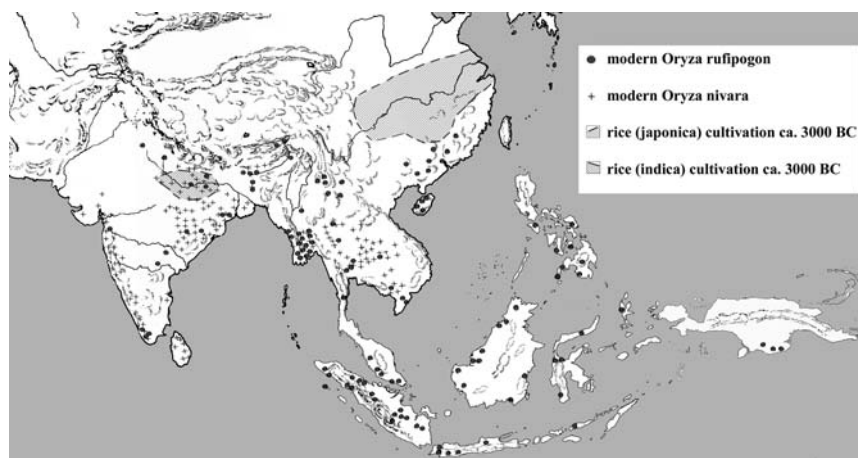 modern Oryza rufipogon
modern Oryza nivara
rice (japonica) cultivation ca. 3000 BC
rice (indica) cultivation ca. 3000 BC